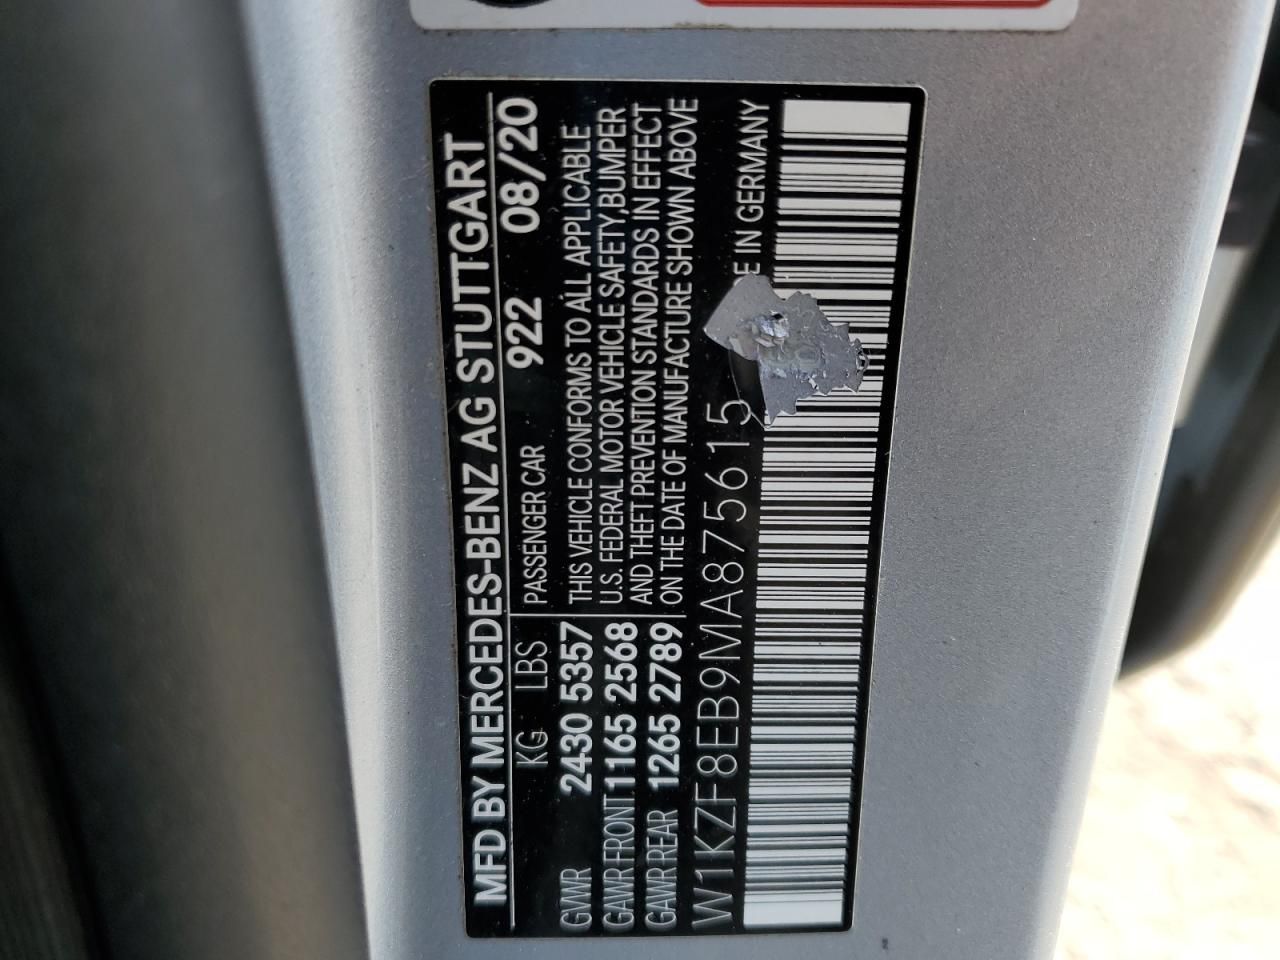 MFD BY MERCEDES-BENZ AG STUTTGART
KG LBS PASSENGER CAR 922 08/20
GWWR 2430 5357 THIS VEHICLE CONFORMS TO ALL APPLICABLE
GAWR FRONT 1165 2568 U.S. FEDERAL MOTOR VEHICLE SAFETY,BUMPER
GAWR REAR 1265 2789 AND THEFT PREVENTION STANDARDS IN EFFECT
ON THE DATE OF MANUFACTURE SHOWN ABOVE
W1KZF8EB9MA875615 E IN GERMANY